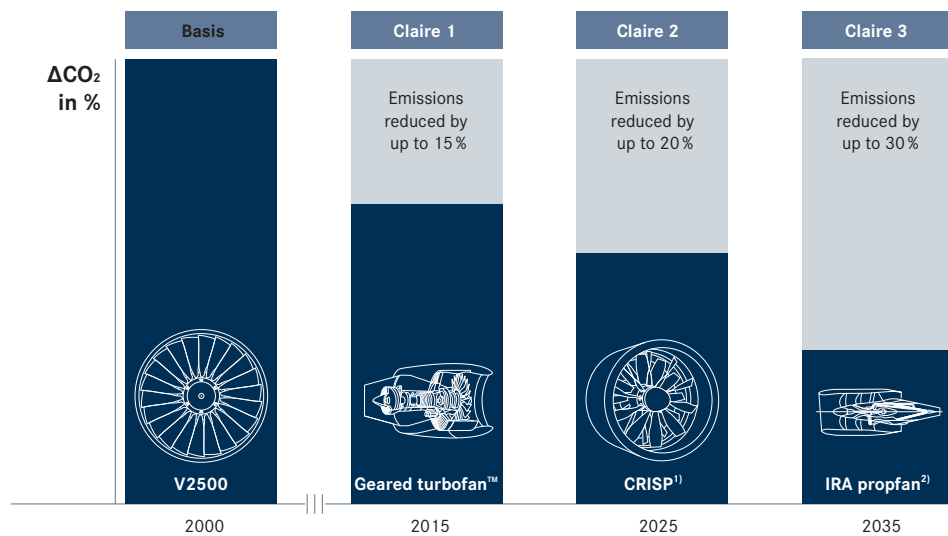 Basis
Claire 1
Claire 2
Claire 3
ΔCO₂
in %
Emissions
reduced by
up to 15 %
Emissions
reduced by
up to 20 %
Emissions
reduced by
up to 30 %
V2500
Geared turbofan™
CRISP¹⁾
IRA propfan²⁾
2000
2015
2025
2035